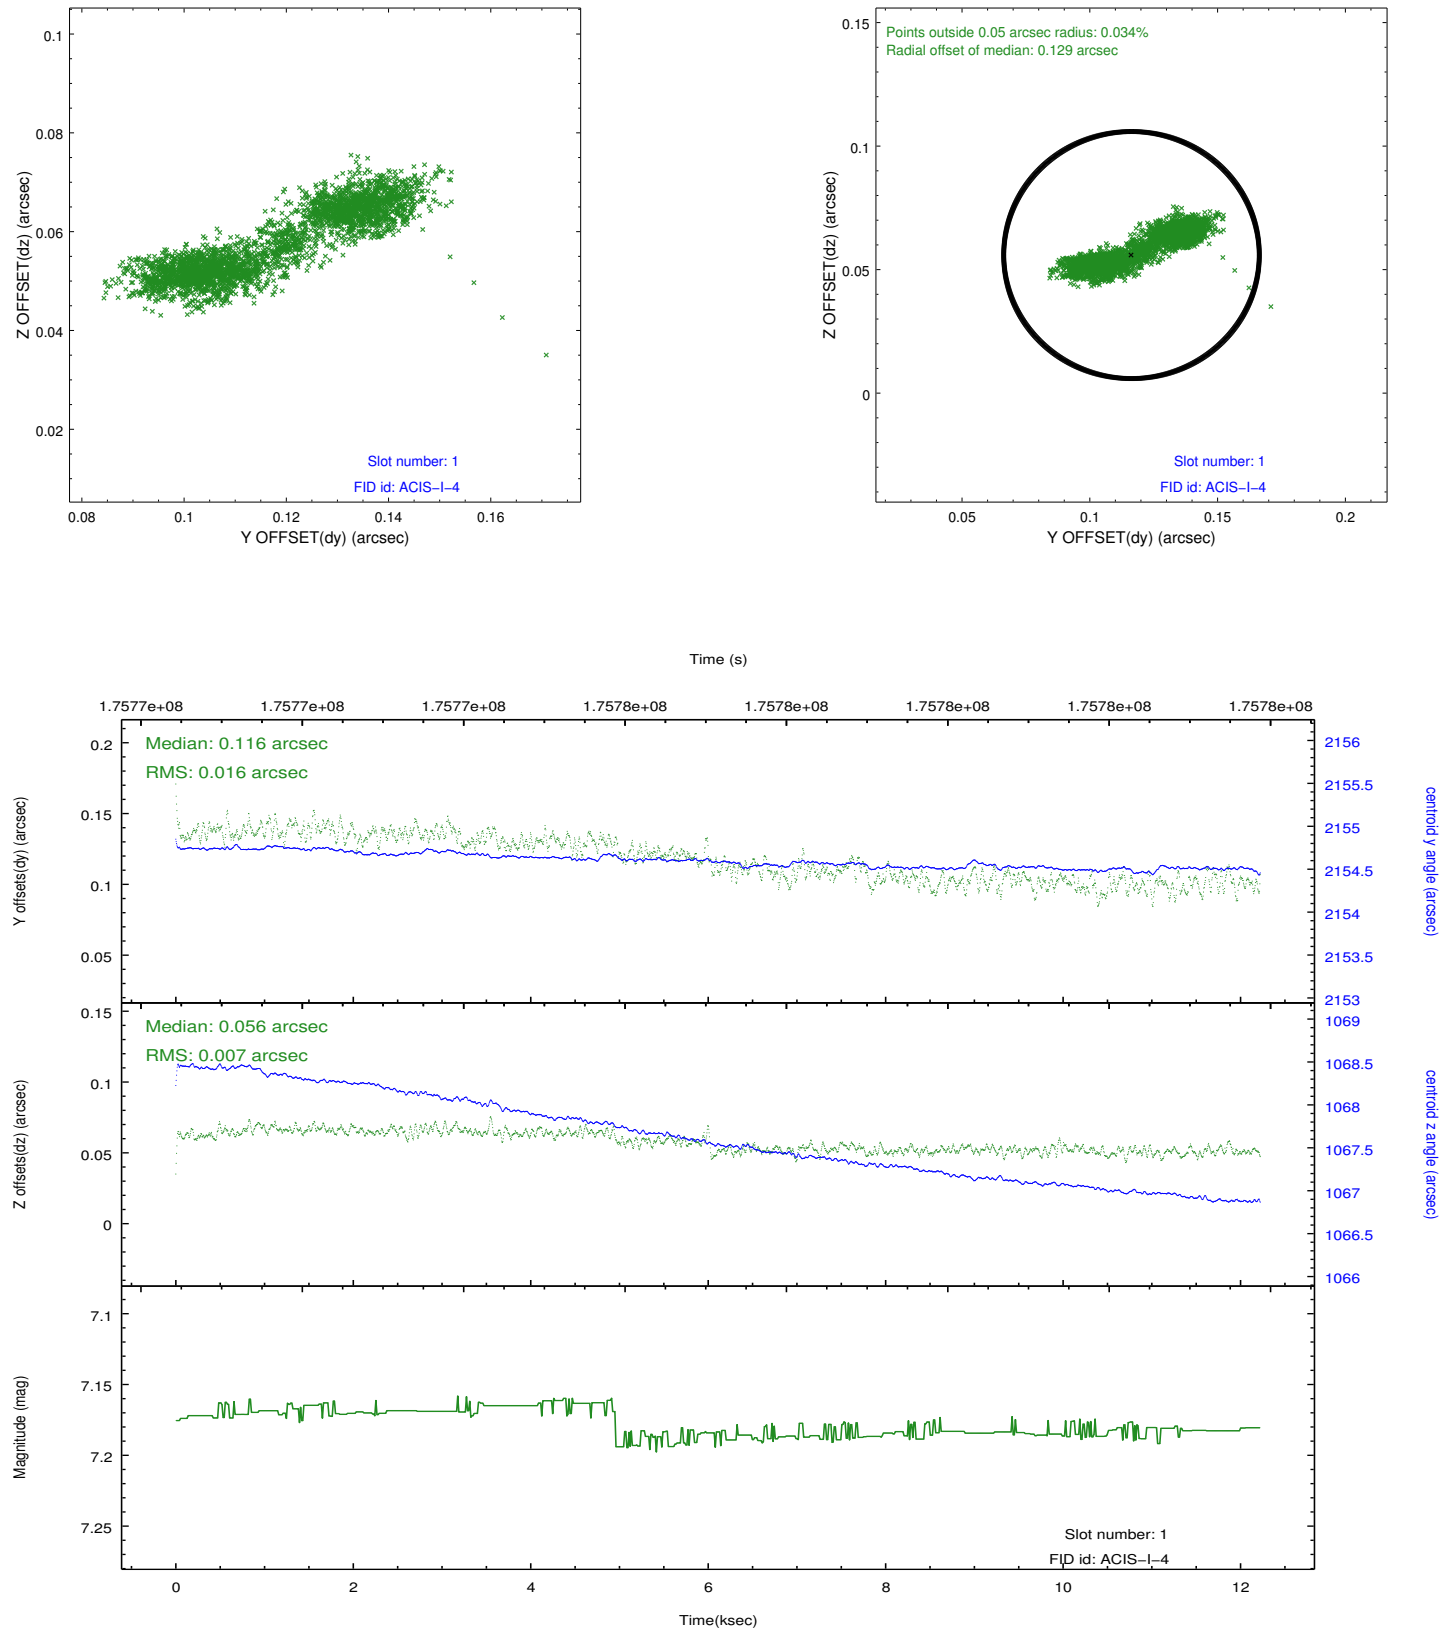 0.1
0.08
0.06
0.04
0.02
Z OFFSET(dz) (arcsec)
Slot number: 1
FID id: ACIS−I−4
0.08 0.1 0.12 0.14 0.16
Y OFFSET(dy) (arcsec)
Points outside 0.05 arcsec radius: 0.034%
Radial offset of median: 0.129 arcsec
0.15
0.1
0.05
0
Z OFFSET(dz) (arcsec)
Slot number: 1
FID id: ACIS−I−4
0.05 0.1 0.15 0.2
Y OFFSET(dy) (arcsec)
Time (s)
1.7577e+08 1.7577e+08 1.7577e+08 1.7578e+08 1.7578e+08 1.7578e+08 1.7578e+08 1.7578e+08
Median: 0.116 arcsec
RMS: 0.016 arcsec
0.2
0.15
0.1
0.05
Y offsets(dy) (arcsec)
2156
2155.5
2155
2154.5
2154
2153.5
2153
centroid y angle (arcsec)
Median: 0.056 arcsec
RMS: 0.007 arcsec
0.15
0.1
0.05
0
Z offsets(dz) (arcsec)
1069
1068.5
1068
1067.5
1067
1066.5
1066
centroid z angle (arcsec)
7.1
7.15
7.2
7.25
Magnitude (mag)
Slot number: 1
FID id: ACIS−I−4
0 2 4 6 8 10 12
Time(ksec)